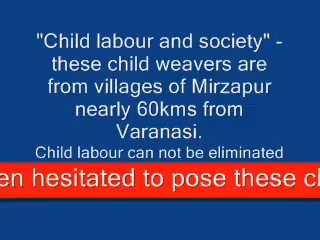 "Child labour and society" -
these child weavers are
from villages of Mirzapur
nearly 60kms from
Varanasi.
Child labour can not be eliminated
hesitated to pose these